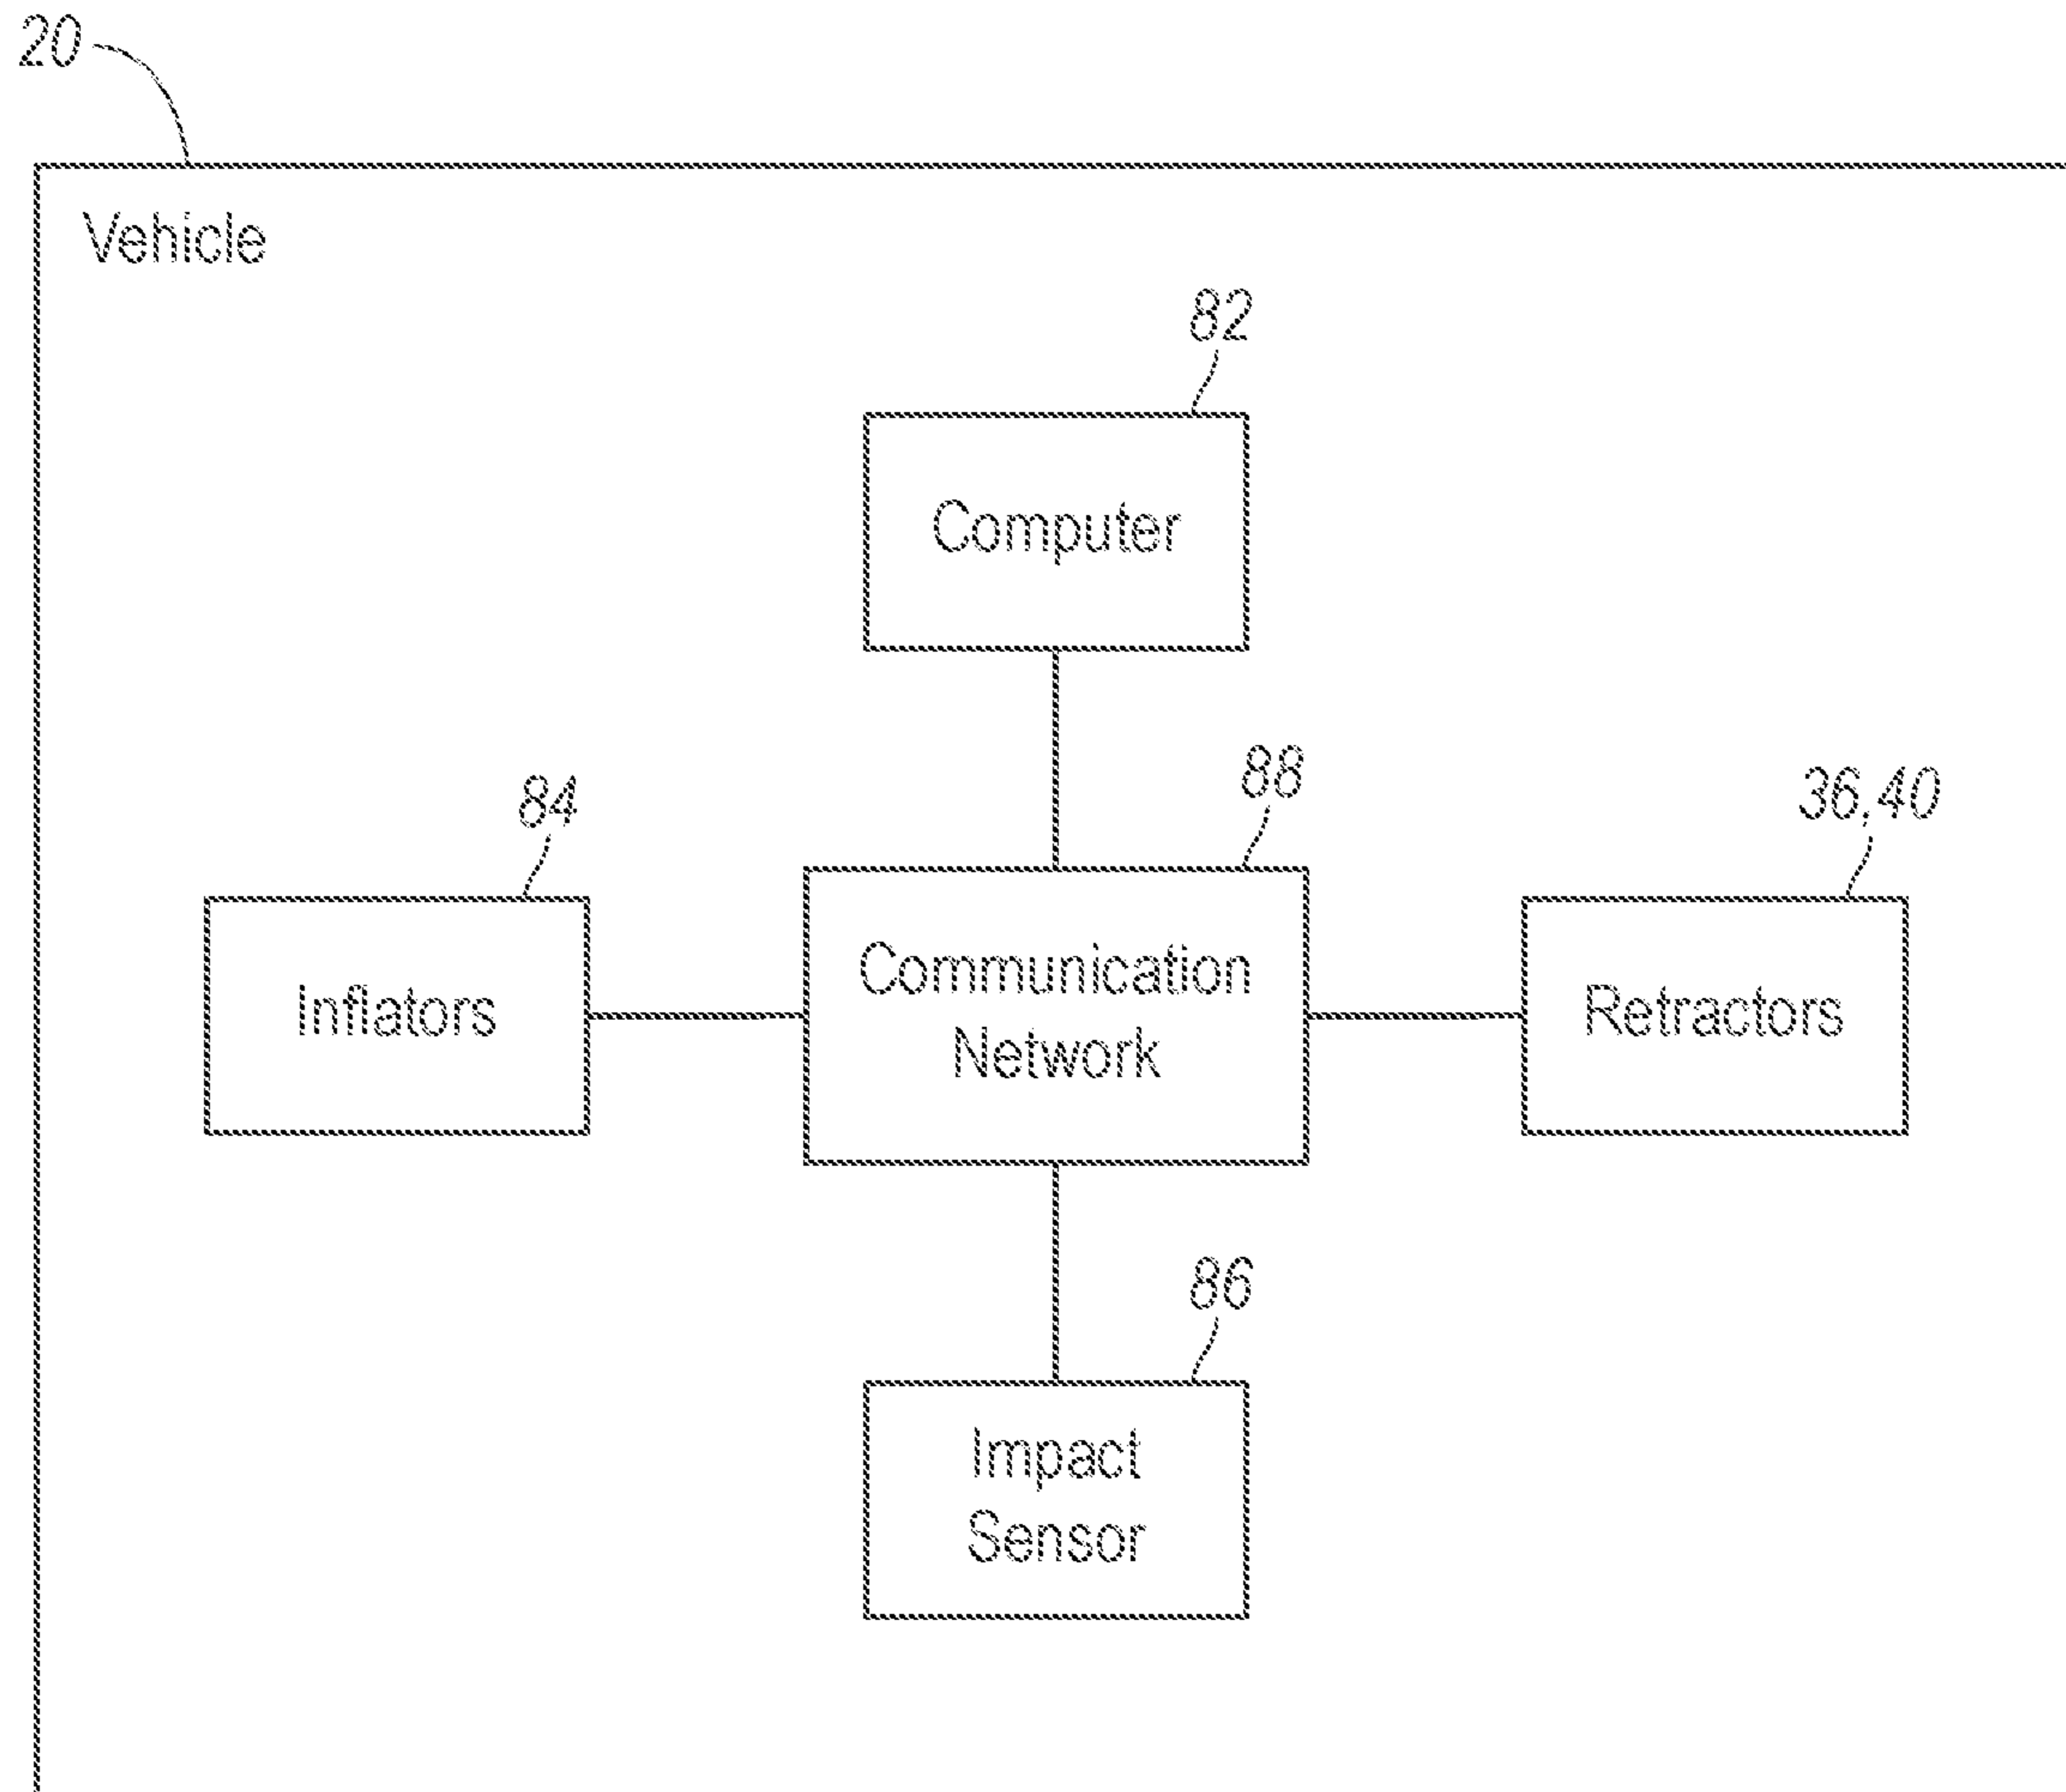 20
Vehicle
82
Computer
84
88
36,40
Inflators
Communication
Network
Retractors
86
Impact
Sensor